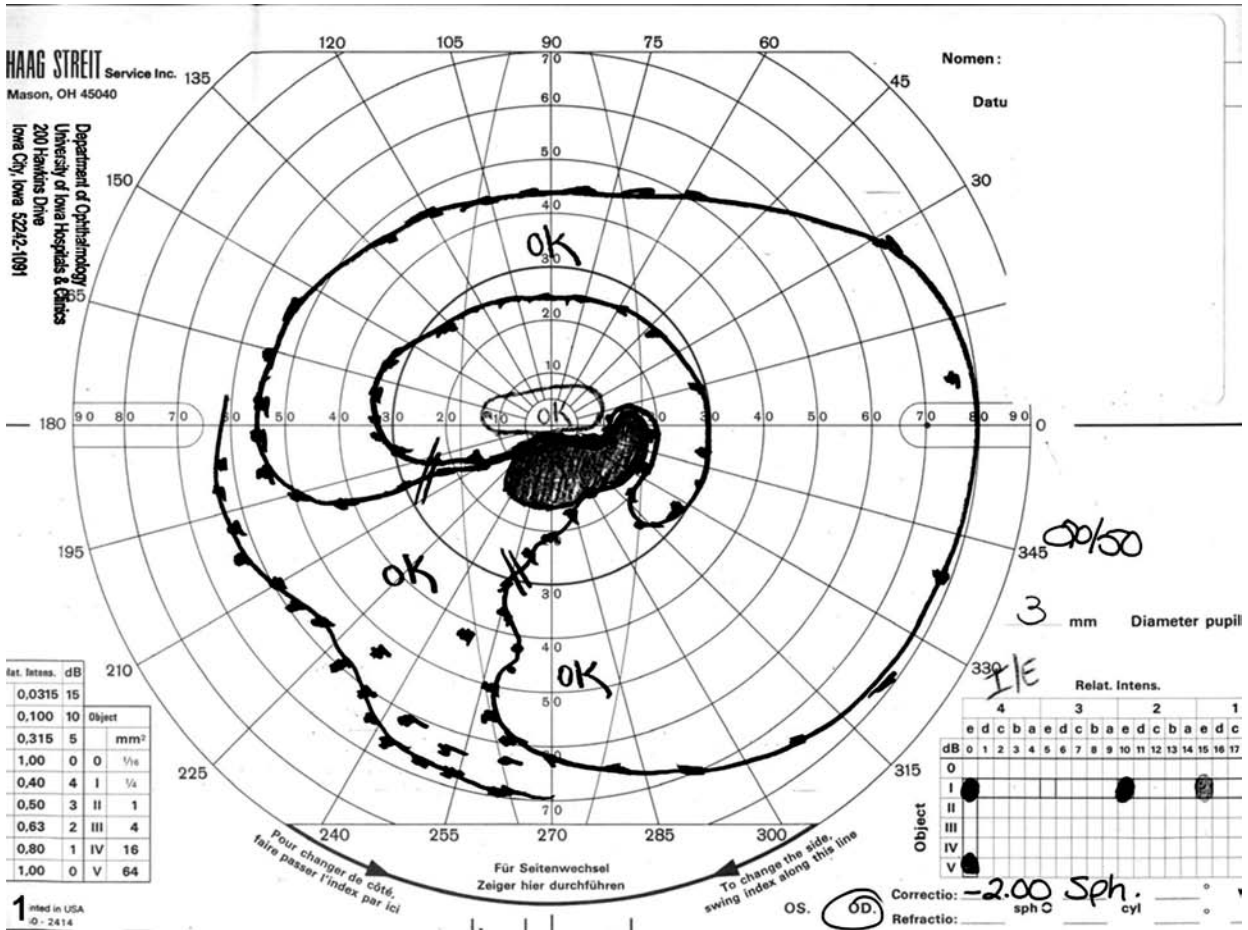 120 105 90 75 60
HAAG STREIT Service Inc.
Mason, OH 45040
135
45
Nomen :
Datu
Department of Ophthalmology
University of Iowa Hospitals & Clinics
200 Hawkins Drive
Iowa City, Iowa 52242-1091
150
30
70
60
50
40
OK
30
20
10
165
OK
180
90 80 70 60 30 10
30 70 80 90
0
195
345
OD/50
OK
30
40
OK
50
70
3 mm Diameter pupil
210
330
I/E
Relat. Intens.
4 3 2 1
e d c b a e d c b a e d c b a e d c
dB 0 1 2 3 4 5 6 7 8 9 10 11 12 13 14 15 16 17
Object
0
I
II
III
IV
V
lat. Intens. dB
0,0315 15
0,100 10 Object
0,315 5 mm²
1,00 0 0 1/16
0,40 4 I 1/4
0,50 3 II 1
0,63 2 III 4
0,80 1 IV 16
1,00 0 V 64
225
315
240 255 270 285 300
Pour changer de côté,
faire passer l'index par ici
Für Seitenwechsel
Zeiger hier durchführen
To change the side,
swing index along this line
OS. OD.
Correctio: -2.00 Sph.
Refractio: sph cyl
1
inted in USA
- 2414